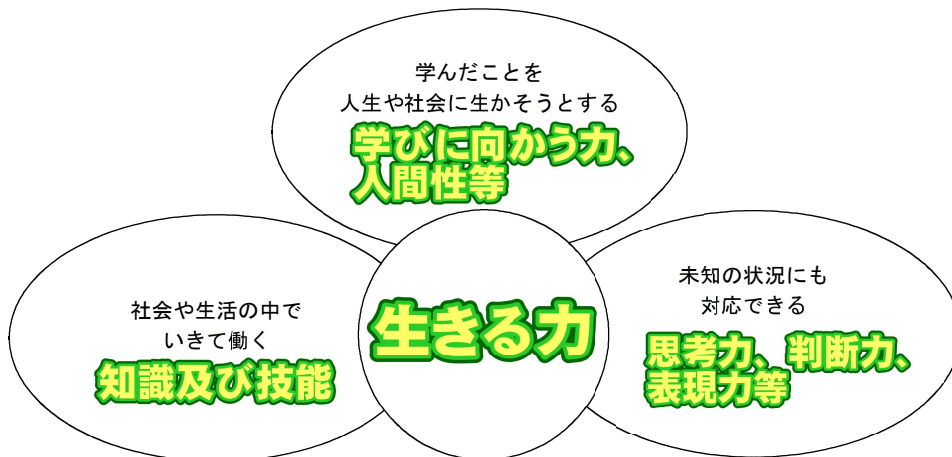 学んだことを
人生や社会に生かそうとする
学びに向かう力、
人間性等
社会や生活の中で
いきて働く
知識及び技能
生きる力
未知の状況にも
対応できる
思考力、判断力、
表現力等